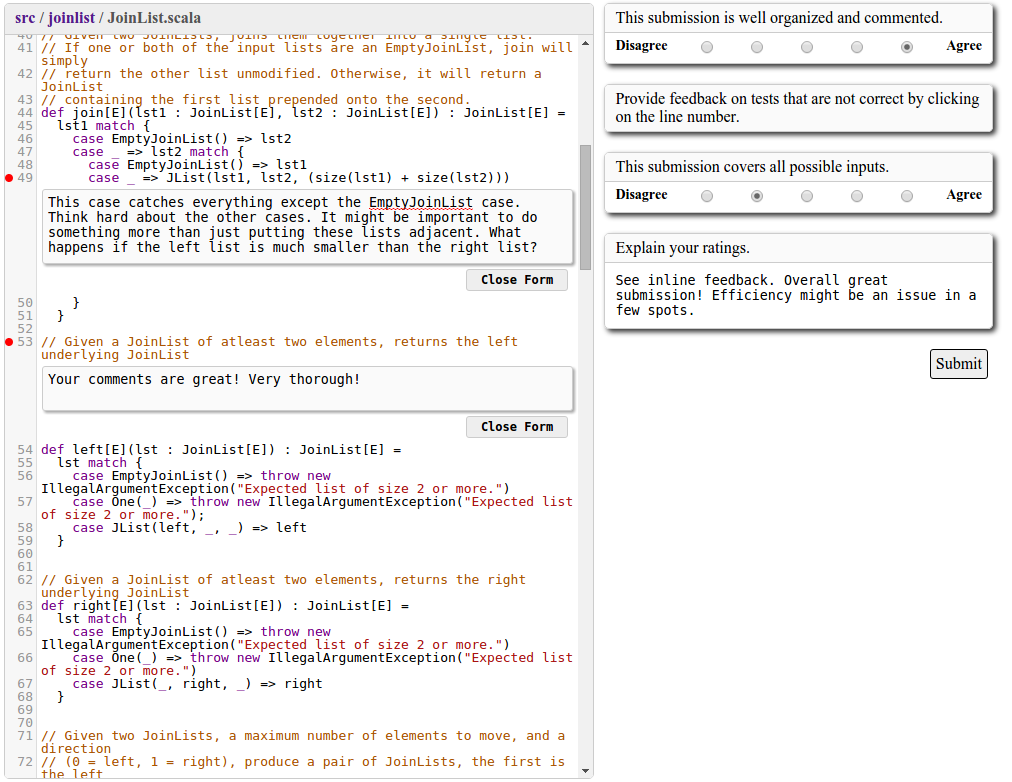 src / joinlist / JoinList.scala
40 // Given two JoinLists, joins them together into a single list.
41 // If one or both of the input lists are an EmptyJoinList, join will
simply
42 // return the other list unmodified. Otherwise, it will return a
JoinList
43 // containing the first list prepended onto the second.
44 def join[E](lst1 : JoinList[E], lst2 : JoinList[E]) : JoinList[E] =
45   lst1 match {
46     case EmptyJoinList() => lst2
47     case _ => lst2 match {
48       case EmptyJoinList() => lst1
49       case _ => JList(lst1, lst2, (size(lst1) + size(lst2)))
This case catches everything except the EmptyJoinList case.
Think hard about the other cases. It might be important to do
something more than just putting these lists adjacent. What
happens if the left list is much smaller than the right list?
Close Form
50     }
51   }
52
53 // Given a JoinList of atleast two elements, returns the left
underlying JoinList
Your comments are great! Very thorough!
Close Form
54 def left[E](lst : JoinList[E]) : JoinList[E] =
55   lst match {
56     case EmptyJoinList() => throw new
IllegalArgumentException("Expected list of size 2 or more.")
57     case One(_) => throw new IllegalArgumentException("Expected list
of size 2 or more.");
58     case JList(left, _, _) => left
59   }
60
61
62 // Given a JoinList of atleast two elements, returns the right
underlying JoinList
63 def right[E](lst : JoinList[E]) : JoinList[E] =
64   lst match {
65     case EmptyJoinList() => throw new
IllegalArgumentException("Expected list of size 2 or more.")
66     case One(_) => throw new IllegalArgumentException("Expected list
of size 2 or more.")
67     case JList(_, right, _) => right
68   }
69
70
71 // Given two JoinLists, a maximum number of elements to move, and a
direction
72 // (0 = left, 1 = right), produce a pair of JoinLists, the first is
the left
This submission is well organized and commented.
Disagree Agree
Provide feedback on tests that are not correct by clicking
on the line number.
This submission covers all possible inputs.
Disagree Agree
Explain your ratings.
See inline feedback. Overall great
submission! Efficiency might be an issue in a
few spots.
Submit